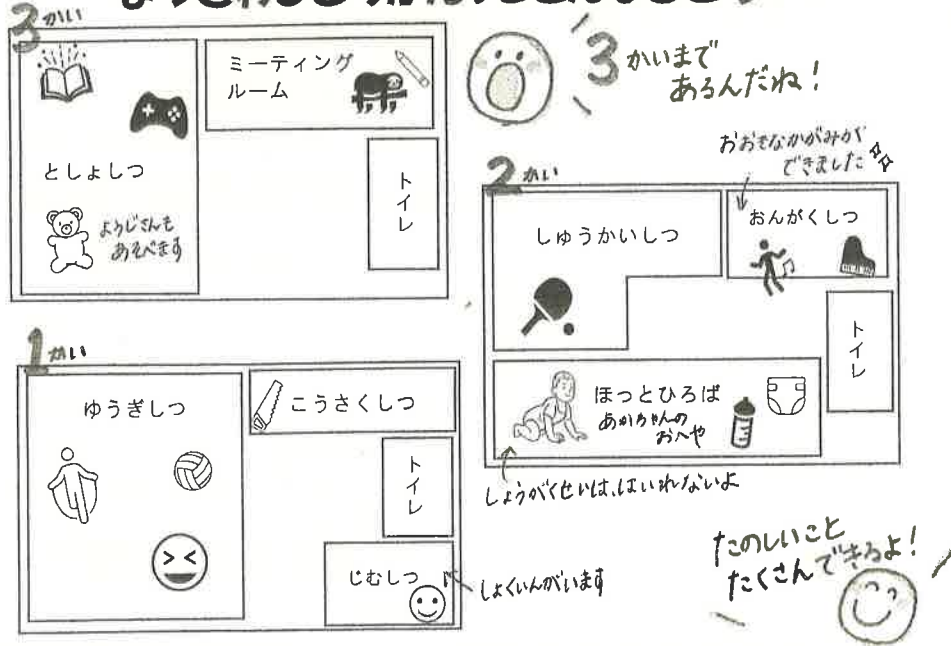 3かい
ミーティング
ルーム
としょしつ
ようじさんも
あそべます
トイレ
3かいまで
あるんだね！
おおきなかがみが
できました
2かい
しゅうかいしつ
おんがくしつ
トイレ
ほっとひろば
あかちゃんの
おへや
しょうがくせいは、はいれないよ
1かい
ゆうぎしつ
こうさくしつ
トイレ
じむしつ
しょくいんがいます
たのしいこと
たくさんできるよ！